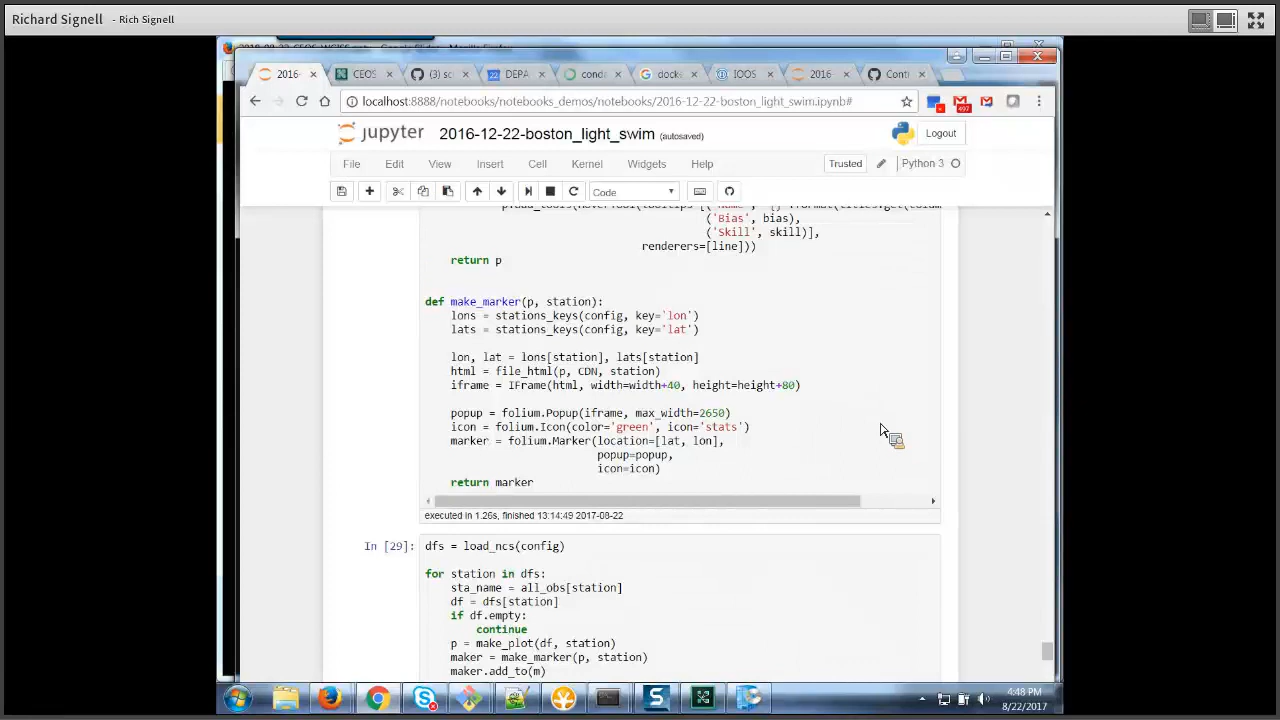 Richard Signell - Rich Signell
2016
CEOS
(3) sc
DEPA
conda
dock
IOOS
2016
Conti
localhost:8888/notebooks/notebooks_demos/notebooks/2016-12-22-boston_light_swim.ipynb#
497
jupyter 2016-12-22-boston_light_swim (autosaved)
Logout
File Edit View Insert Cell Kernel Widgets Help
Trusted
Python 3
Code
('Bias', bias),
('Skill', skill)],
renderers=[line]))
return p
def make_marker(p, station):
lons = stations_keys(config, key='lon')
lats = stations_keys(config, key='lat')
lon, lat = lons[station], lats[station]
html = file_html(p, CDN, station)
iframe = IFrame(html, width=width+40, height=height+80)
popup = folium.Popup(iframe, max_width=2650)
icon = folium.Icon(color='green', icon='stats')
marker = folium.Marker(location=[lat, lon],
popup=popup,
icon=icon)
return marker
executed in 1.26s, finished 13:14:49 2017-08-22
In [29]: dfs = load_ncs(config)
for station in dfs:
sta_name = all_obs[station]
df = dfs[station]
if df.empty:
continue
p = make_plot(df, station)
maker = make_marker(p, station)
maker.add_to(m)
4:48 PM
8/22/2017